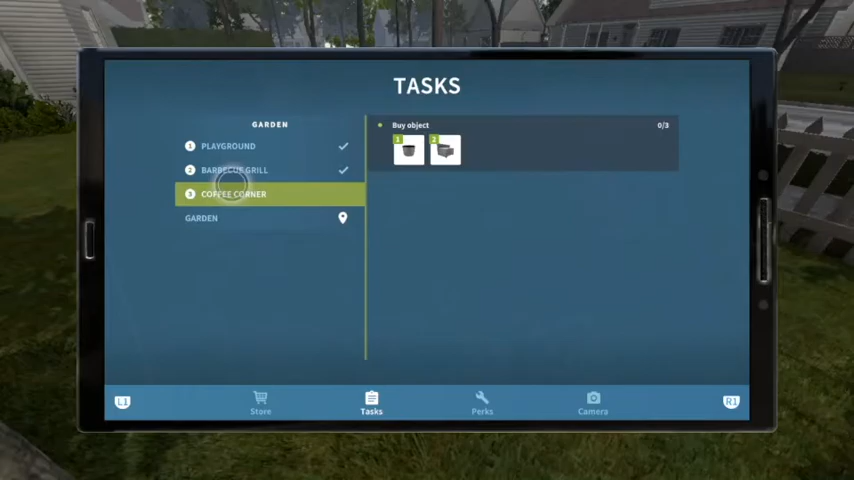 TASKS
GARDEN
1 PLAYGROUND
2 BARBECUE GRILL
3 COFFEE CORNER
GARDEN
Buy object 0/3
1 2
L1 Store Tasks Perks Camera R1